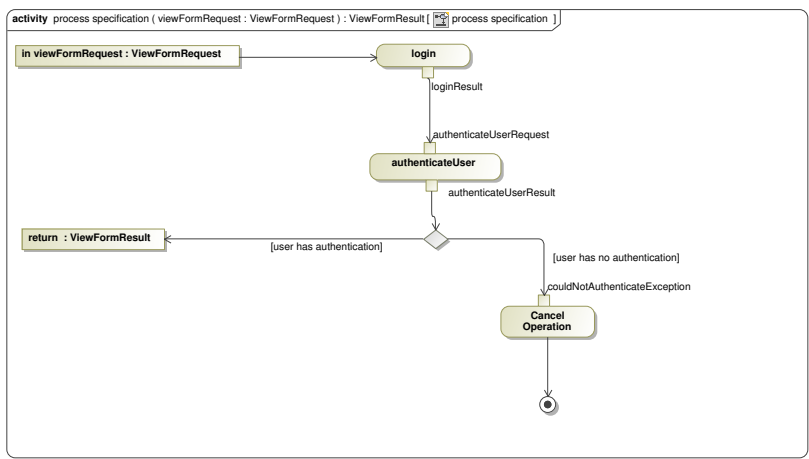 activity process specification ( viewFormRequest : ViewFormRequest ) : ViewFormResult [ process specification ]
in viewFormRequest : ViewFormRequest
login
loginResult
authenticateUserRequest
authenticateUser
authenticateUserResult
return : ViewFormResult
[user has authentication]
[user has no authentication]
couldNotAuthenticateException
Cancel
Operation